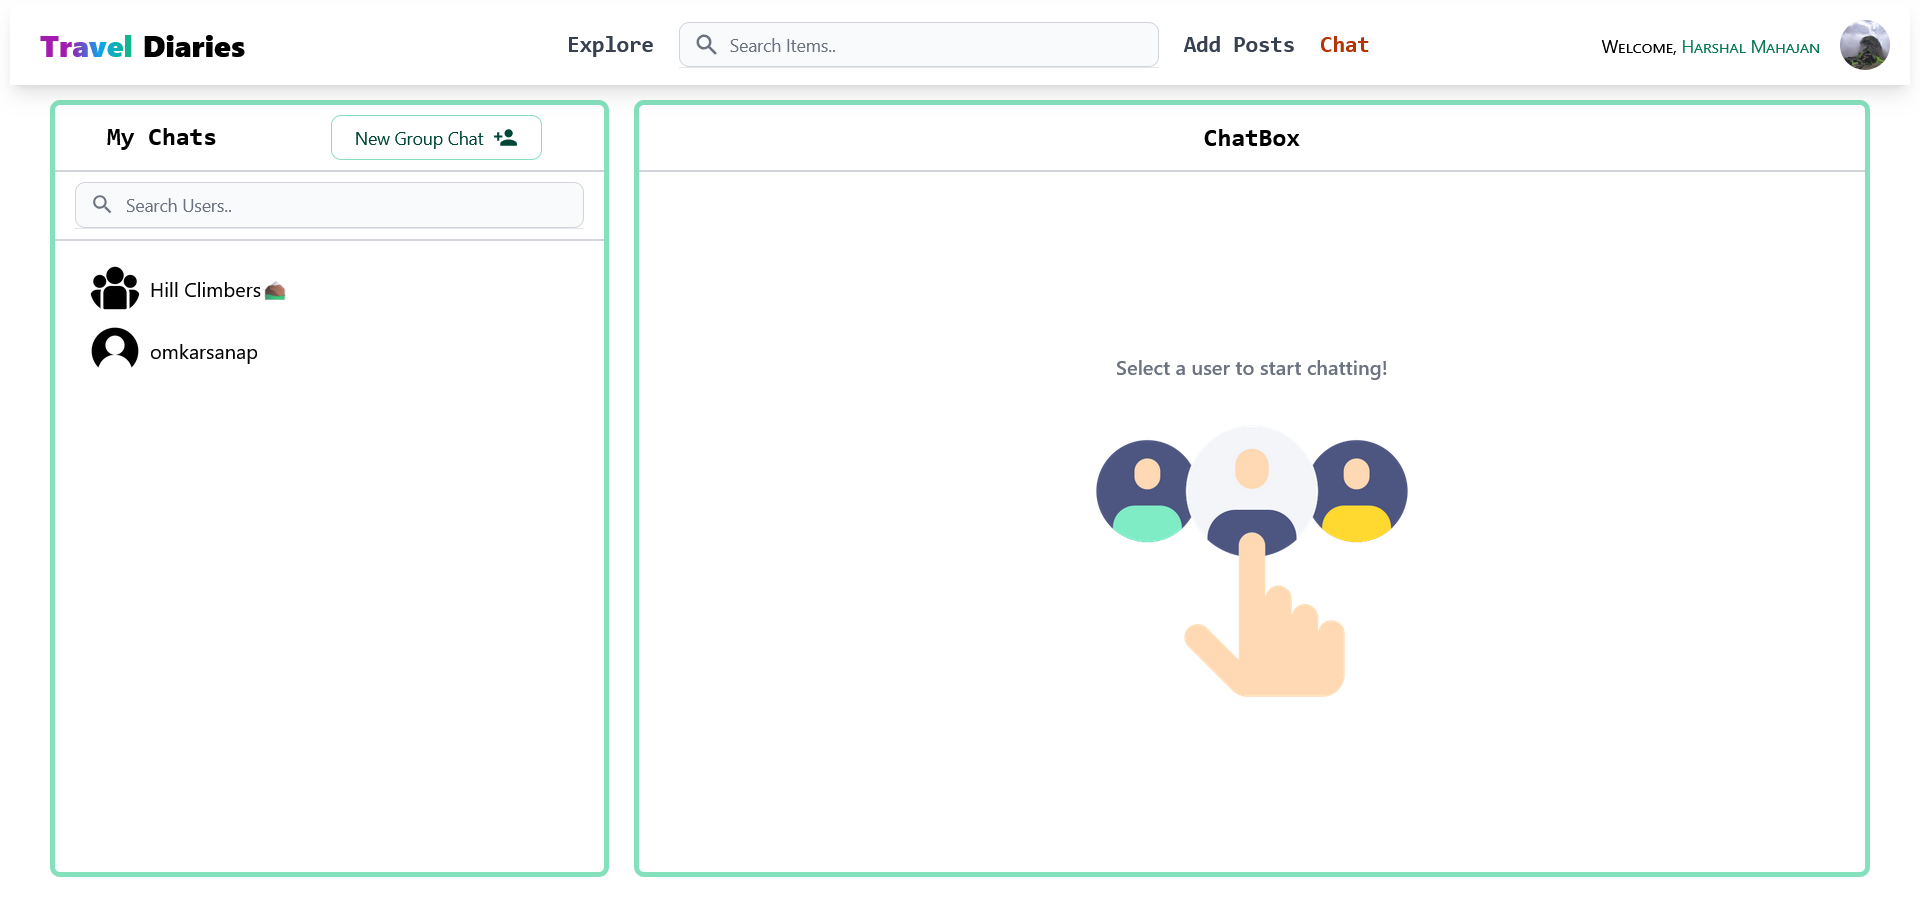 Travel Diaries
Explore
Search Items..
Add Posts
Chat
Welcome, Harshal Mahajan
My Chats
New Group Chat
Search Users..
Hill Climbers
omkarsanap
ChatBox
Select a user to start chatting!